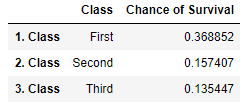 Class Chance of Survival
1. Class First 0.368852
2. Class Second 0.157407
3. Class Third 0.135447